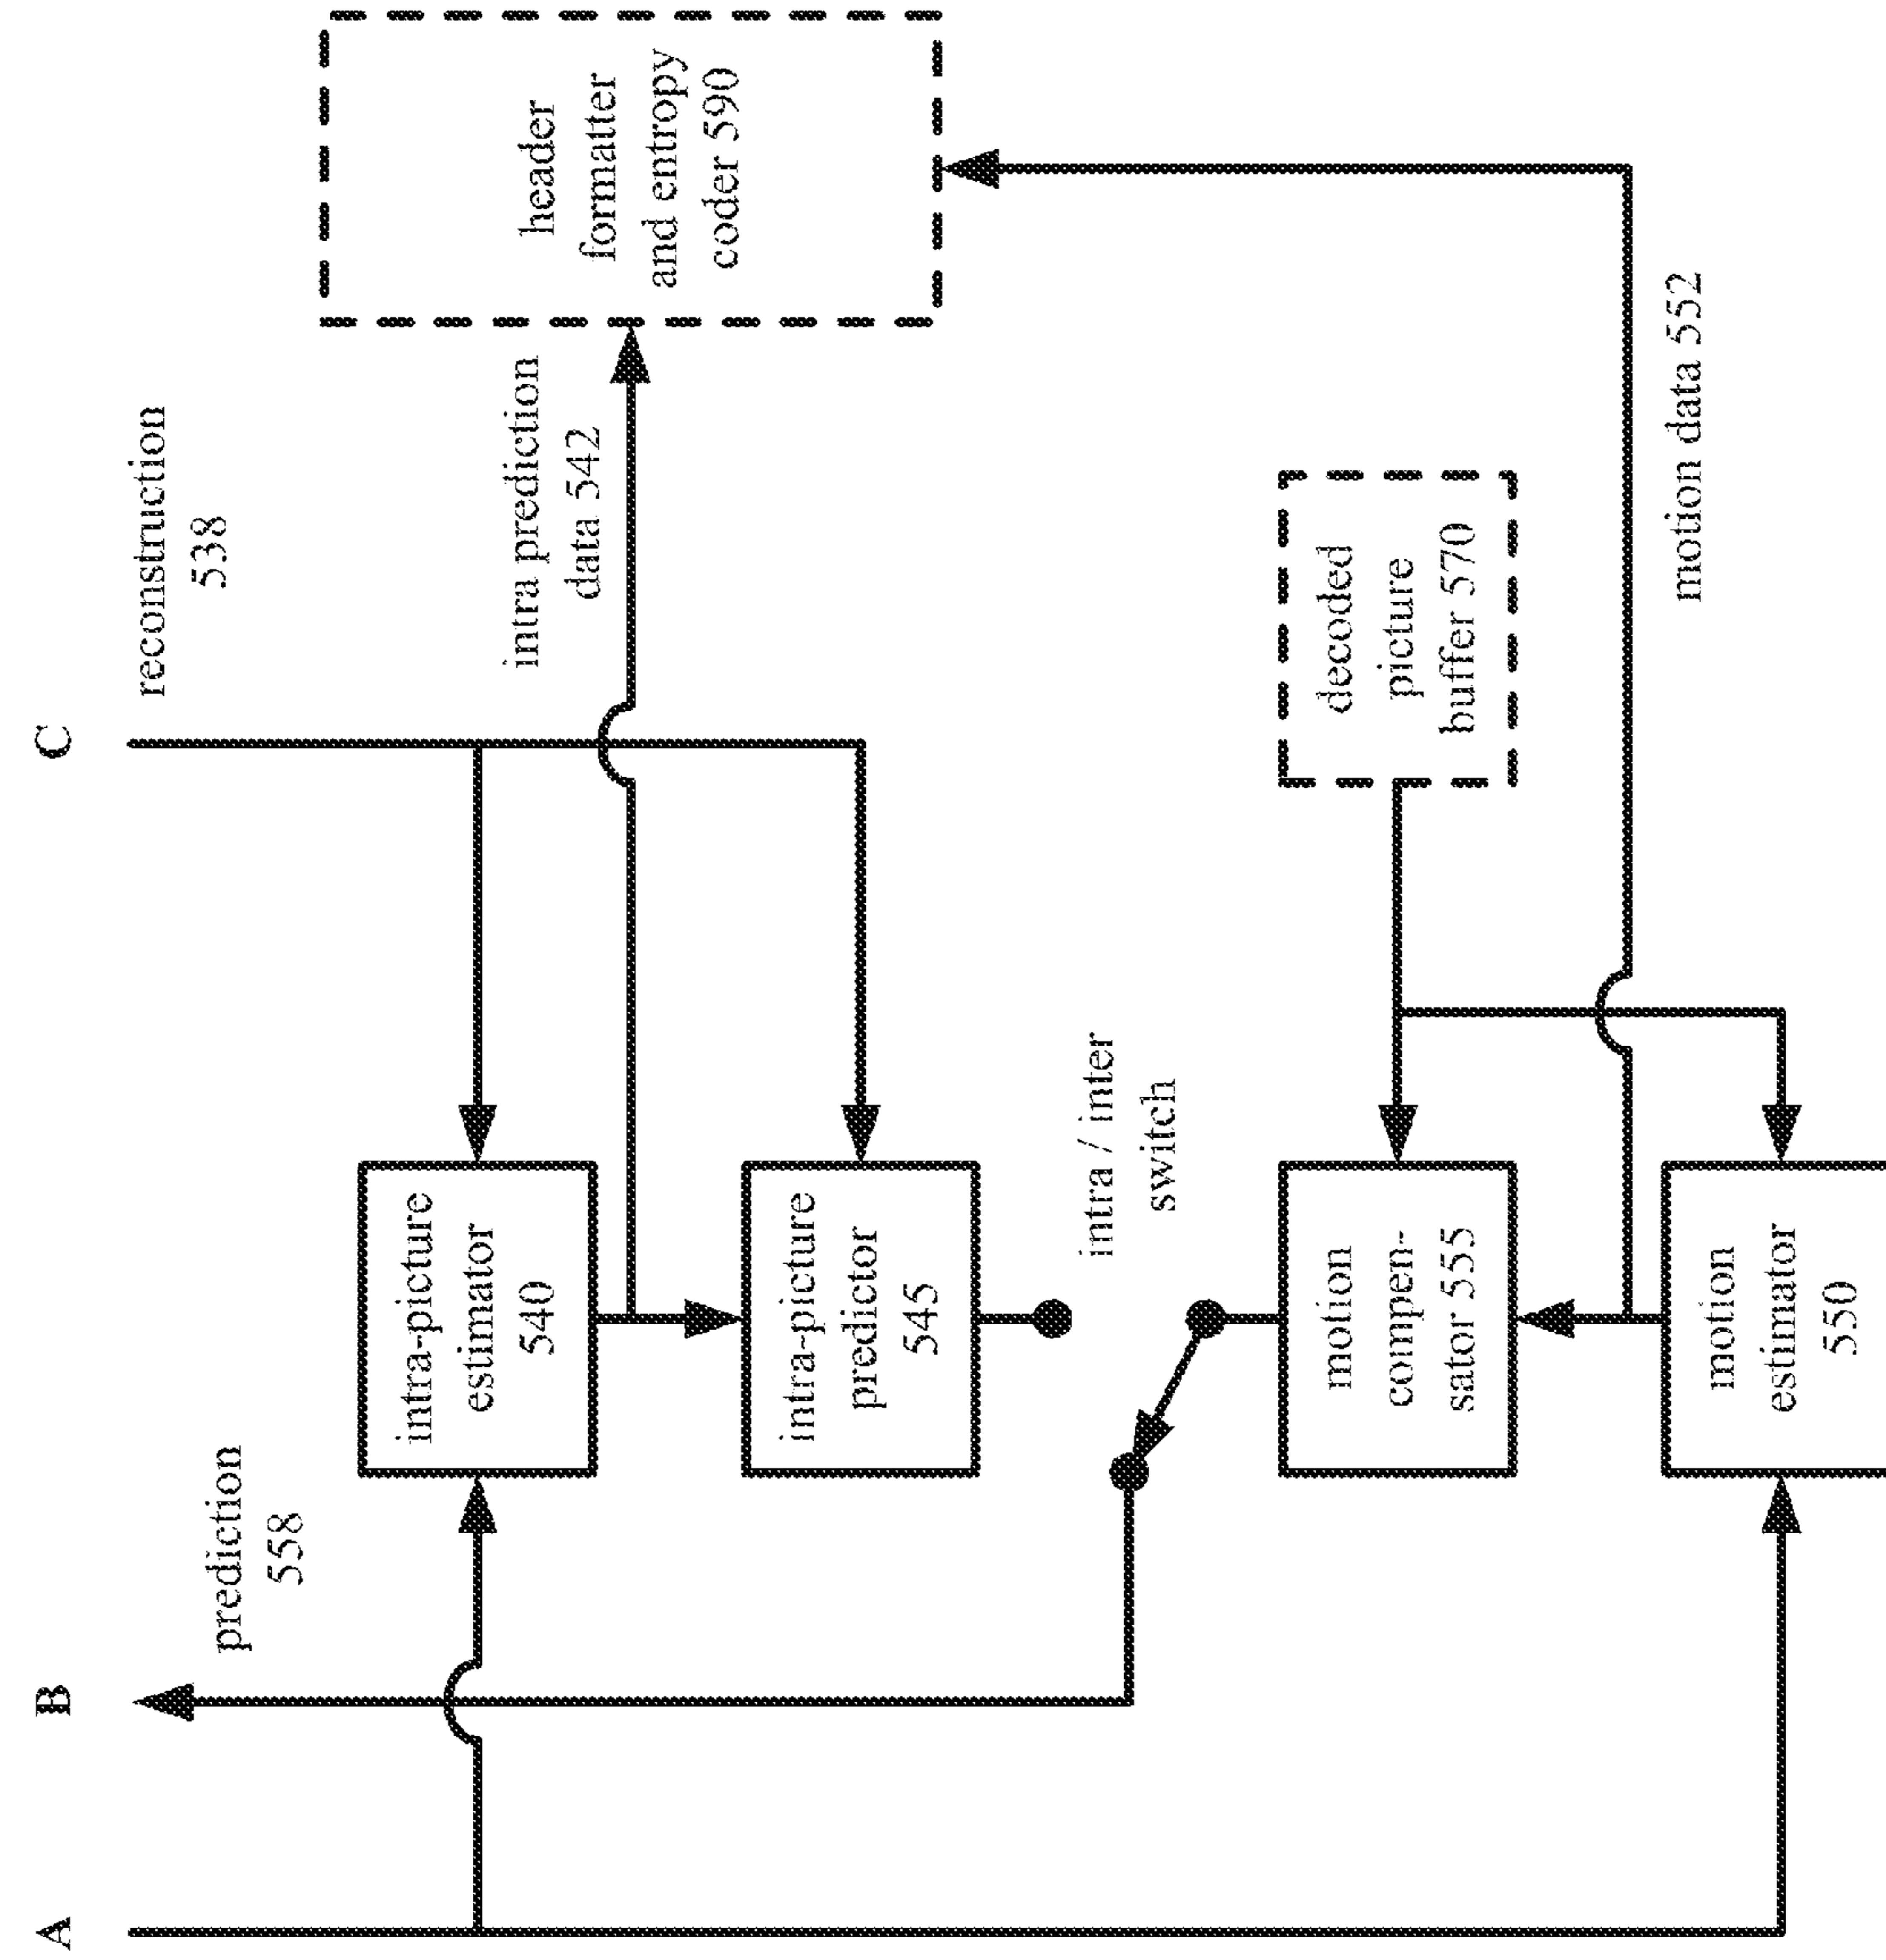 A
B
C
prediction
558
reconstruction
538
intra-picture
estimator
540
intra prediction
data 542
header
formatter
and entropy
coder 590
intra-picture
predictor
545
intra / inter
switch
motion
compen-
sator 555
decoded
picture
buffer 570
motion
estimator
550
motion data 552